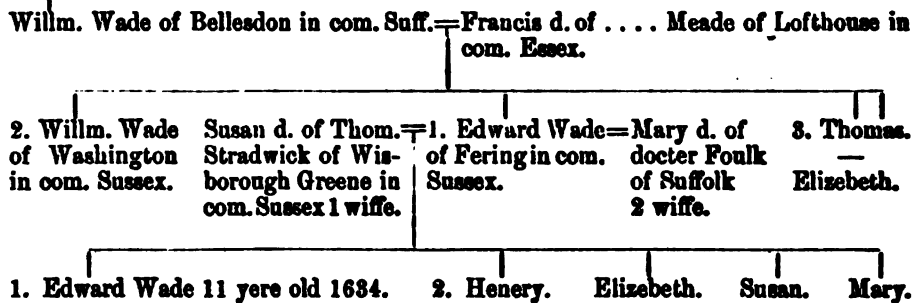 Willm. Wade of Bellesdon in com. Suff.=Francis d. of .... Meade of Lofthouse in
com. Essex.
2. Willm. Wade
of Washington
in com. Sussex.
Susan d. of Thom.
Stradwick of Wis-
borough Greene in
com. Sussex 1 wiffe.
=1. Edward Wade=
of Fering in com.
Sussex.
Mary d. of
docter Foulk
of Suffolk
2 wiffe.
3. Thomas.
—
Elizebeth.
1. Edward Wade 11 yere old 1634. 2. Henery. Elizebeth. Susan. Mary.